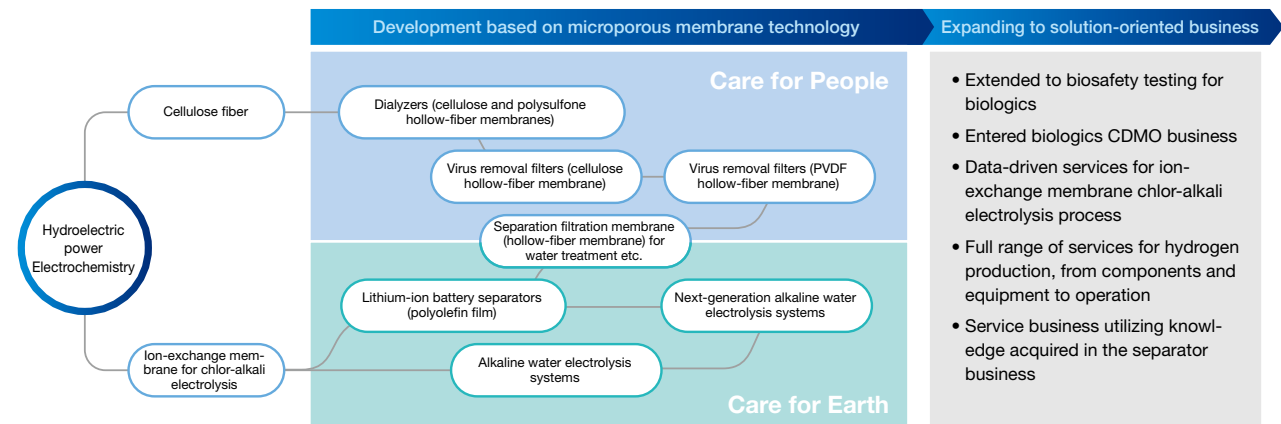 Development based on microporous membrane technology
Expanding to solution-oriented business
Care for People
Cellulose fiber
Dialyzers (cellulose and polysulfone
hollow-fiber membranes)
Virus removal filters (cellulose
hollow-fiber membrane)
Virus removal filters (PVDF
hollow-fiber membrane)
Hydroelectric
power
Electrochemistry
Separation filtration membrane
(hollow-fiber membrane) for
water treatment etc.
Lithium-ion battery separators
(polyolefin film)
Next-generation alkaline water
electrolysis systems
Ion-exchange mem-
brane for chlor-alkali
electrolysis
Alkaline water electrolysis
systems
Care for Earth
• Extended to biosafety testing for
biologics
• Entered biologics CDMO business
• Data-driven services for ion-
exchange membrane chlor-alkali
electrolysis process
• Full range of services for hydrogen
production, from components and
equipment to operation
• Service business utilizing knowl-
edge acquired in the separator
business